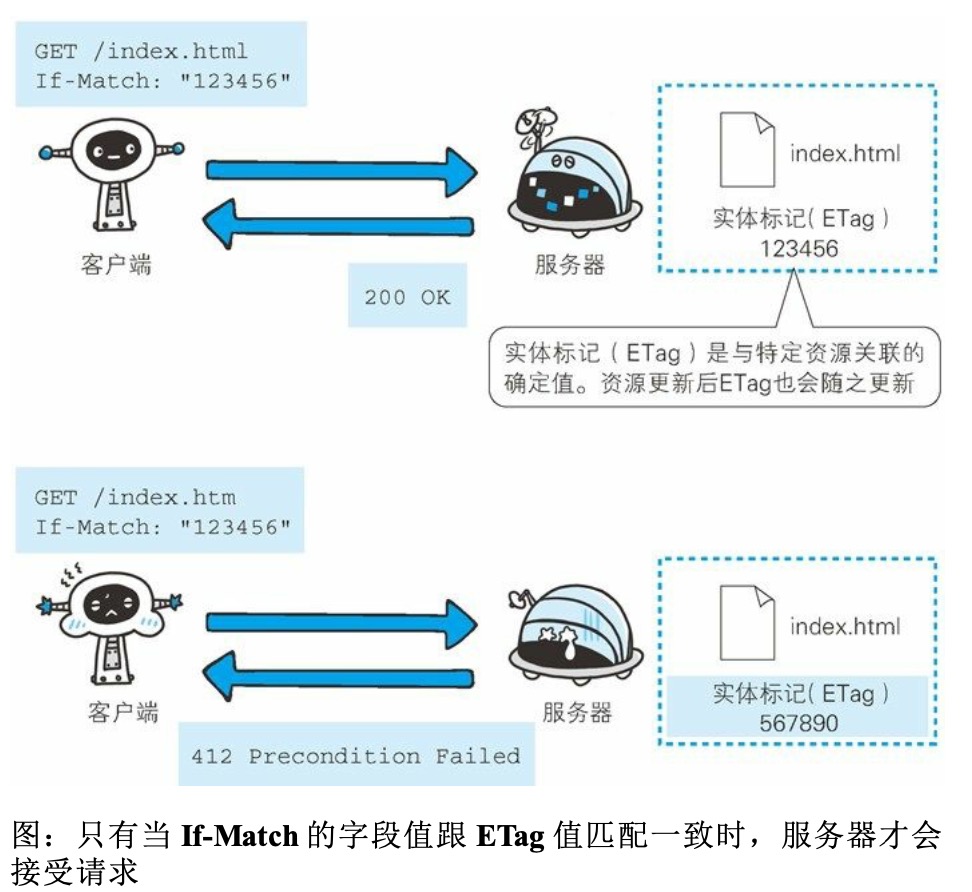 GET /index.html
If-Match: "123456"
index.html
实体标记(ETag)
123456
客户端
服务器
200 OK
实体标记(ETag)是与特定资源关联的
确定值。资源更新后ETag也会随之更新
GET /index.htm
If-Match: "123456"
index.html
实体标记(ETag)
567890
客户端
服务器
412 Precondition Failed
图：只有当 If-Match 的字段值跟 ETag 值匹配一致时，服务器才会
接受请求